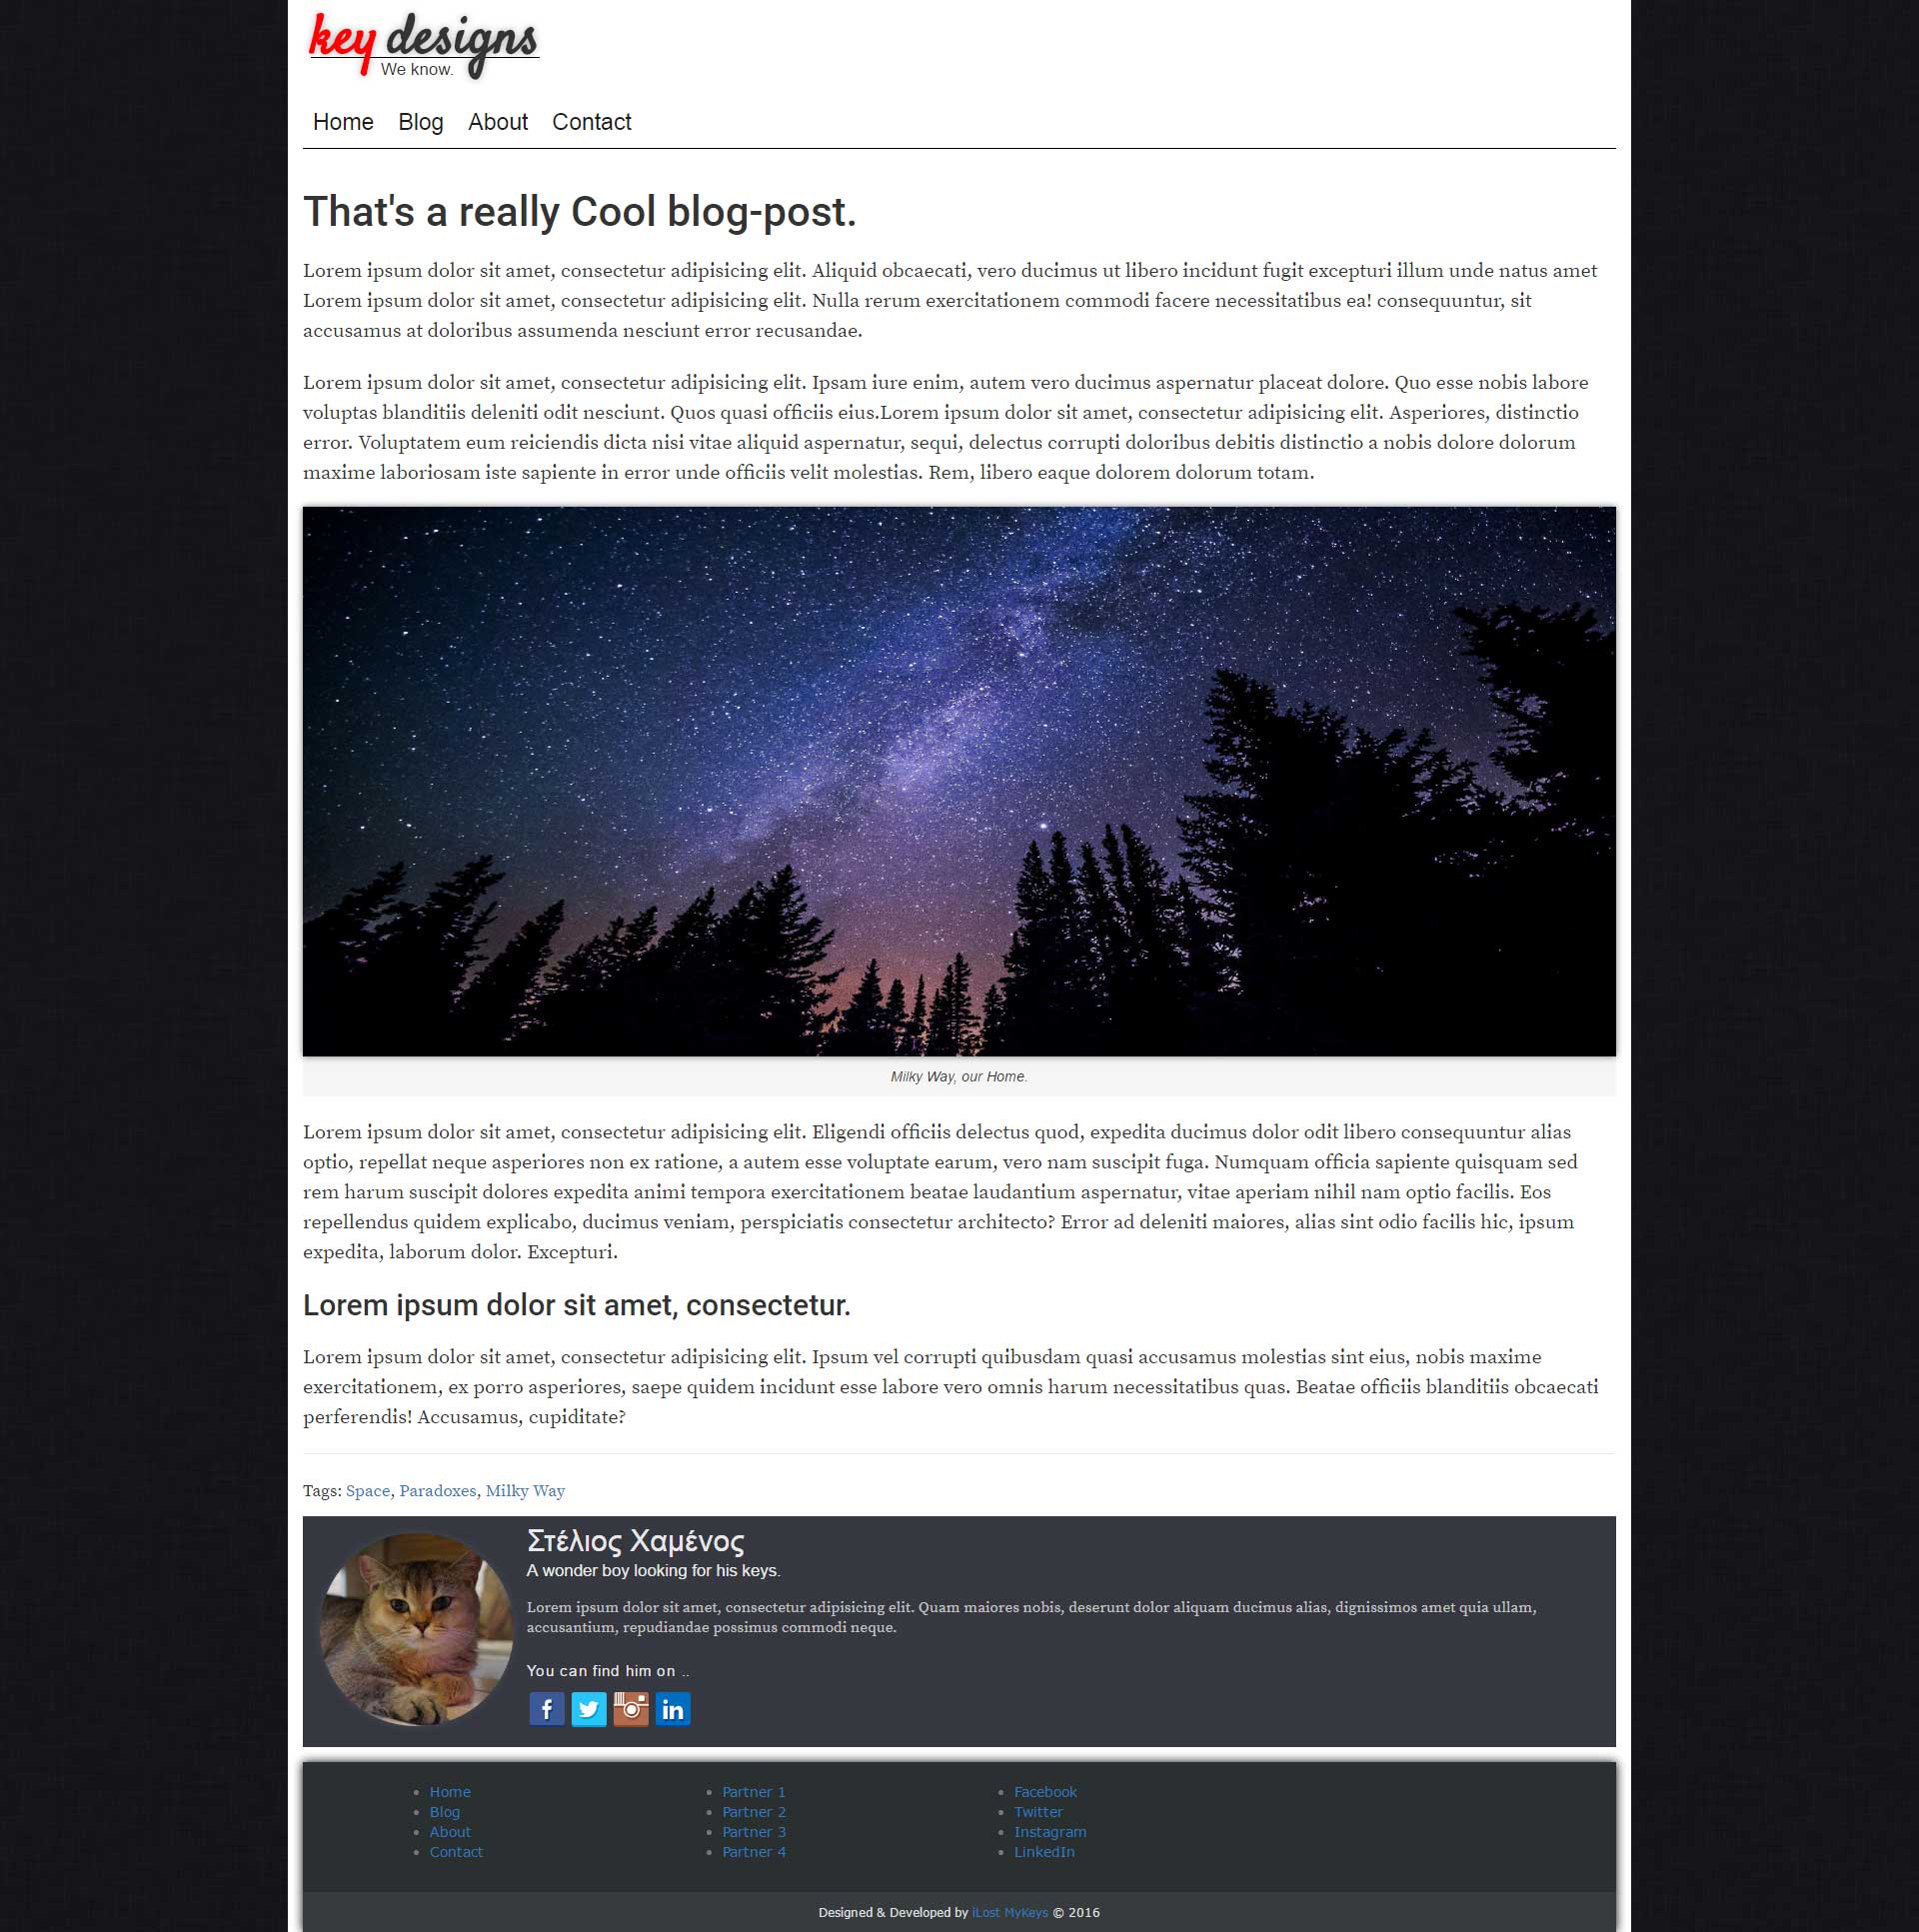 key designs
We know.
Home Blog About Contact
That's a really Cool blog-post.
Lorem ipsum dolor sit amet, consectetur adipisicing elit. Aliquid obcaecati, vero ducimus ut libero incidunt fugit excepturi illum unde natus amet
Lorem ipsum dolor sit amet, consectetur adipisicing elit. Nulla rerum exercitationem commodi facere necessitatibus ea! consequuntur, sit
accusamus at doloribus assumenda nesciunt error recusandae.
Lorem ipsum dolor sit amet, consectetur adipisicing elit. Ipsam iure enim, autem vero ducimus aspernatur placeat dolore. Quo esse nobis labore
voluptas blanditiis deleniti odit nesciunt. Quos quasi officiis eius.Lorem ipsum dolor sit amet, consectetur adipisicing elit. Asperiores, distinctio
error. Voluptatem eum reiciendis dicta nisi vitae aliquid aspernatur, sequi, delectus corrupti doloribus debitis distinctio a nobis dolore dolorum
maxime laboriosam iste sapiente in error unde officiis velit molestias. Rem, libero eaque dolorem dolorum totam.
Milky Way, our Home.
Lorem ipsum dolor sit amet, consectetur adipisicing elit. Eligendi officiis delectus quod, expedita ducimus dolor odit libero consequuntur alias
optio, repellat neque asperiores non ex ratione, a autem esse voluptate earum, vero nam suscipit fuga. Numquam officia sapiente quisquam sed
rem harum suscipit dolores expedita animi tempora exercitationem beatae laudantium aspernatur, vitae aperiam nihil nam optio facilis. Eos
repellendus quidem explicabo, ducimus veniam, perspiciatis consectetur architecto? Error ad deleniti maiores, alias sint odio facilis hic, ipsum
expedita, laborum dolor. Excepturi.
Lorem ipsum dolor sit amet, consectetur.
Lorem ipsum dolor sit amet, consectetur adipisicing elit. Ipsum vel corrupti quibusdam quasi accusamus molestias sint eius, nobis maxime
exercitationem, ex porro asperiores, saepe quidem incidunt esse labore vero omnis harum necessitatibus quas. Beatae officiis blanditiis obcaecati
perferendis! Accusamus, cupiditate?
Tags: Space, Paradoxes, Milky Way
Στέλιος Χαμένος
A wonder boy looking for his keys.
Lorem ipsum dolor sit amet, consectetur adipisicing elit. Quam maiores nobis, deserunt dolor aliquam ducimus alias, dignissimos amet quia ullam,
accusantium, repudiandae possimus commodi neque.
You can find him on ..
Home
Blog
About
Contact
Partner 1
Partner 2
Partner 3
Partner 4
Facebook
Twitter
Instagram
LinkedIn
Designed & Developed by iLost MyKeys © 2016